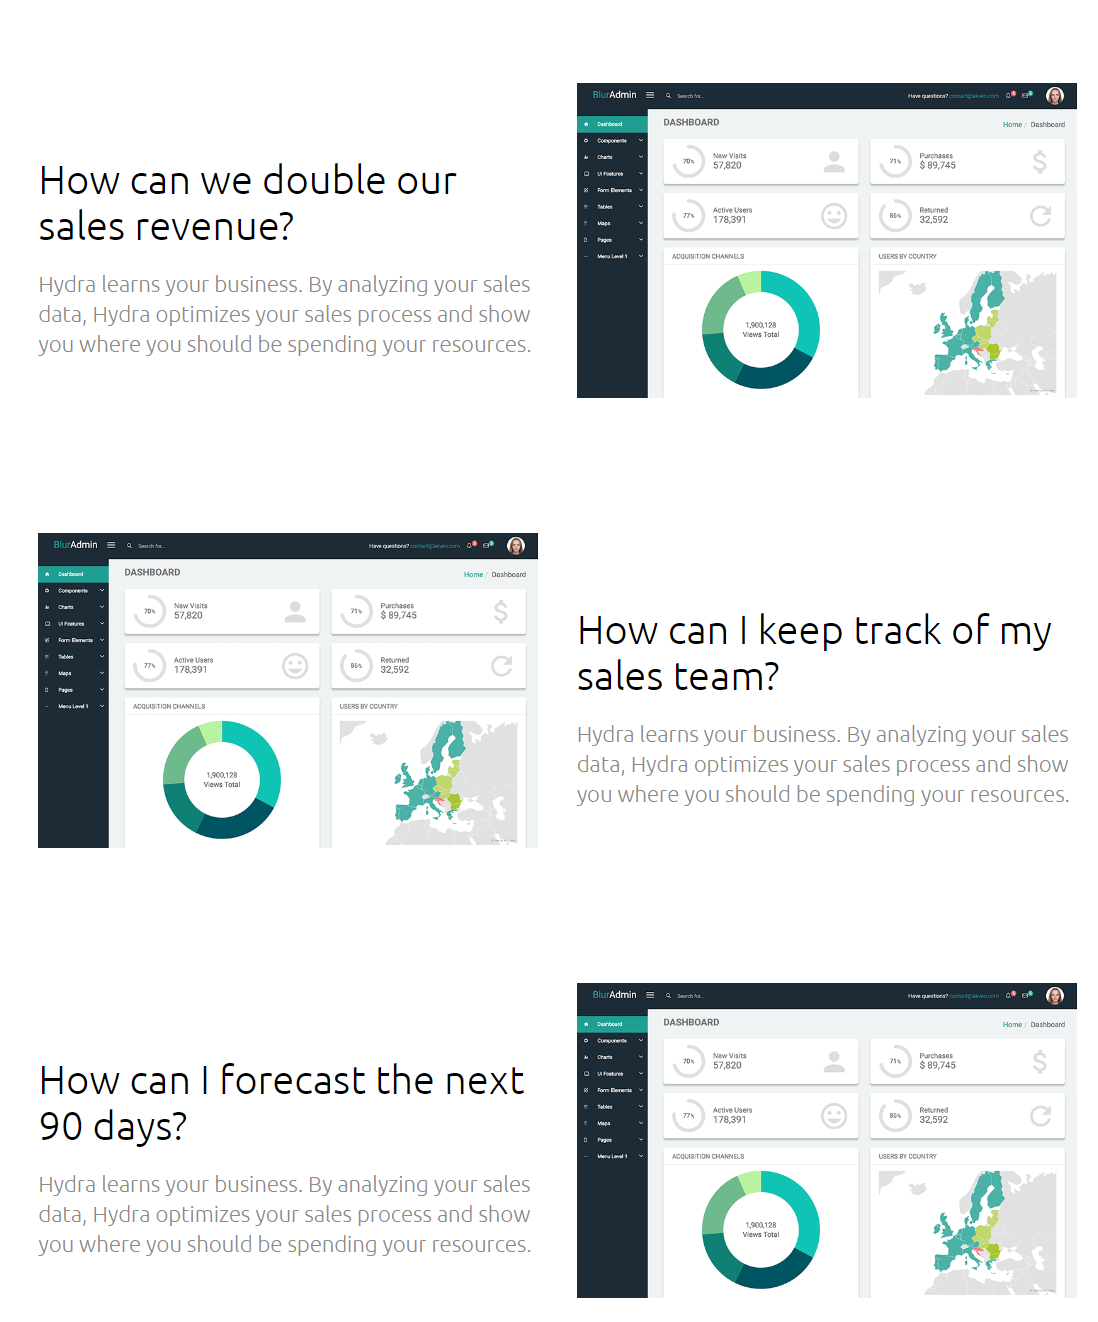 How can we double our
sales revenue?
Hydra learns your business. By analyzing your sales
data, Hydra optimizes your sales process and show
you where you should be spending your resources.
BlurAdmin
Search for...
Have questions? contact@akveo.com
Dashboard
Components
Charts
UI Features
Form Elements
Tables
Maps
Pages
Menu Level 1
DASHBOARD
Home / Dashboard
70%
New Visits
57,820
71%
Purchases
$ 89,745
77%
Active Users
178,391
86%
Returned
32,592
ACQUISITION CHANNELS
1,900,128
Views Total
USERS BY COUNTRY
BlurAdmin
Search for...
Have questions? contact@akveo.com
Dashboard
Components
Charts
UI Features
Form Elements
Tables
Maps
Pages
Menu Level 1
DASHBOARD
Home / Dashboard
70%
New Visits
57,820
71%
Purchases
$ 89,745
77%
Active Users
178,391
86%
Returned
32,592
ACQUISITION CHANNELS
1,900,128
Views Total
USERS BY COUNTRY
How can I keep track of my
sales team?
Hydra learns your business. By analyzing your sales
data, Hydra optimizes your sales process and show
you where you should be spending your resources.
How can I forecast the next
90 days?
Hydra learns your business. By analyzing your sales
data, Hydra optimizes your sales process and show
you where you should be spending your resources.
BlurAdmin
Search for...
Have questions? contact@akveo.com
Dashboard
Components
Charts
UI Features
Form Elements
Tables
Maps
Pages
Menu Level 1
DASHBOARD
Home / Dashboard
70%
New Visits
57,820
71%
Purchases
$ 89,745
77%
Active Users
178,391
86%
Returned
32,592
ACQUISITION CHANNELS
1,900,128
Views Total
USERS BY COUNTRY